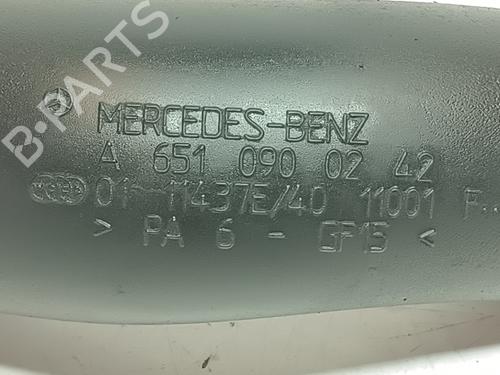 B-PARTS
MERCEDES-BENZ
A 651 090 02 42
01 11437E/40 11001 F
> PA 6 - GF15 <